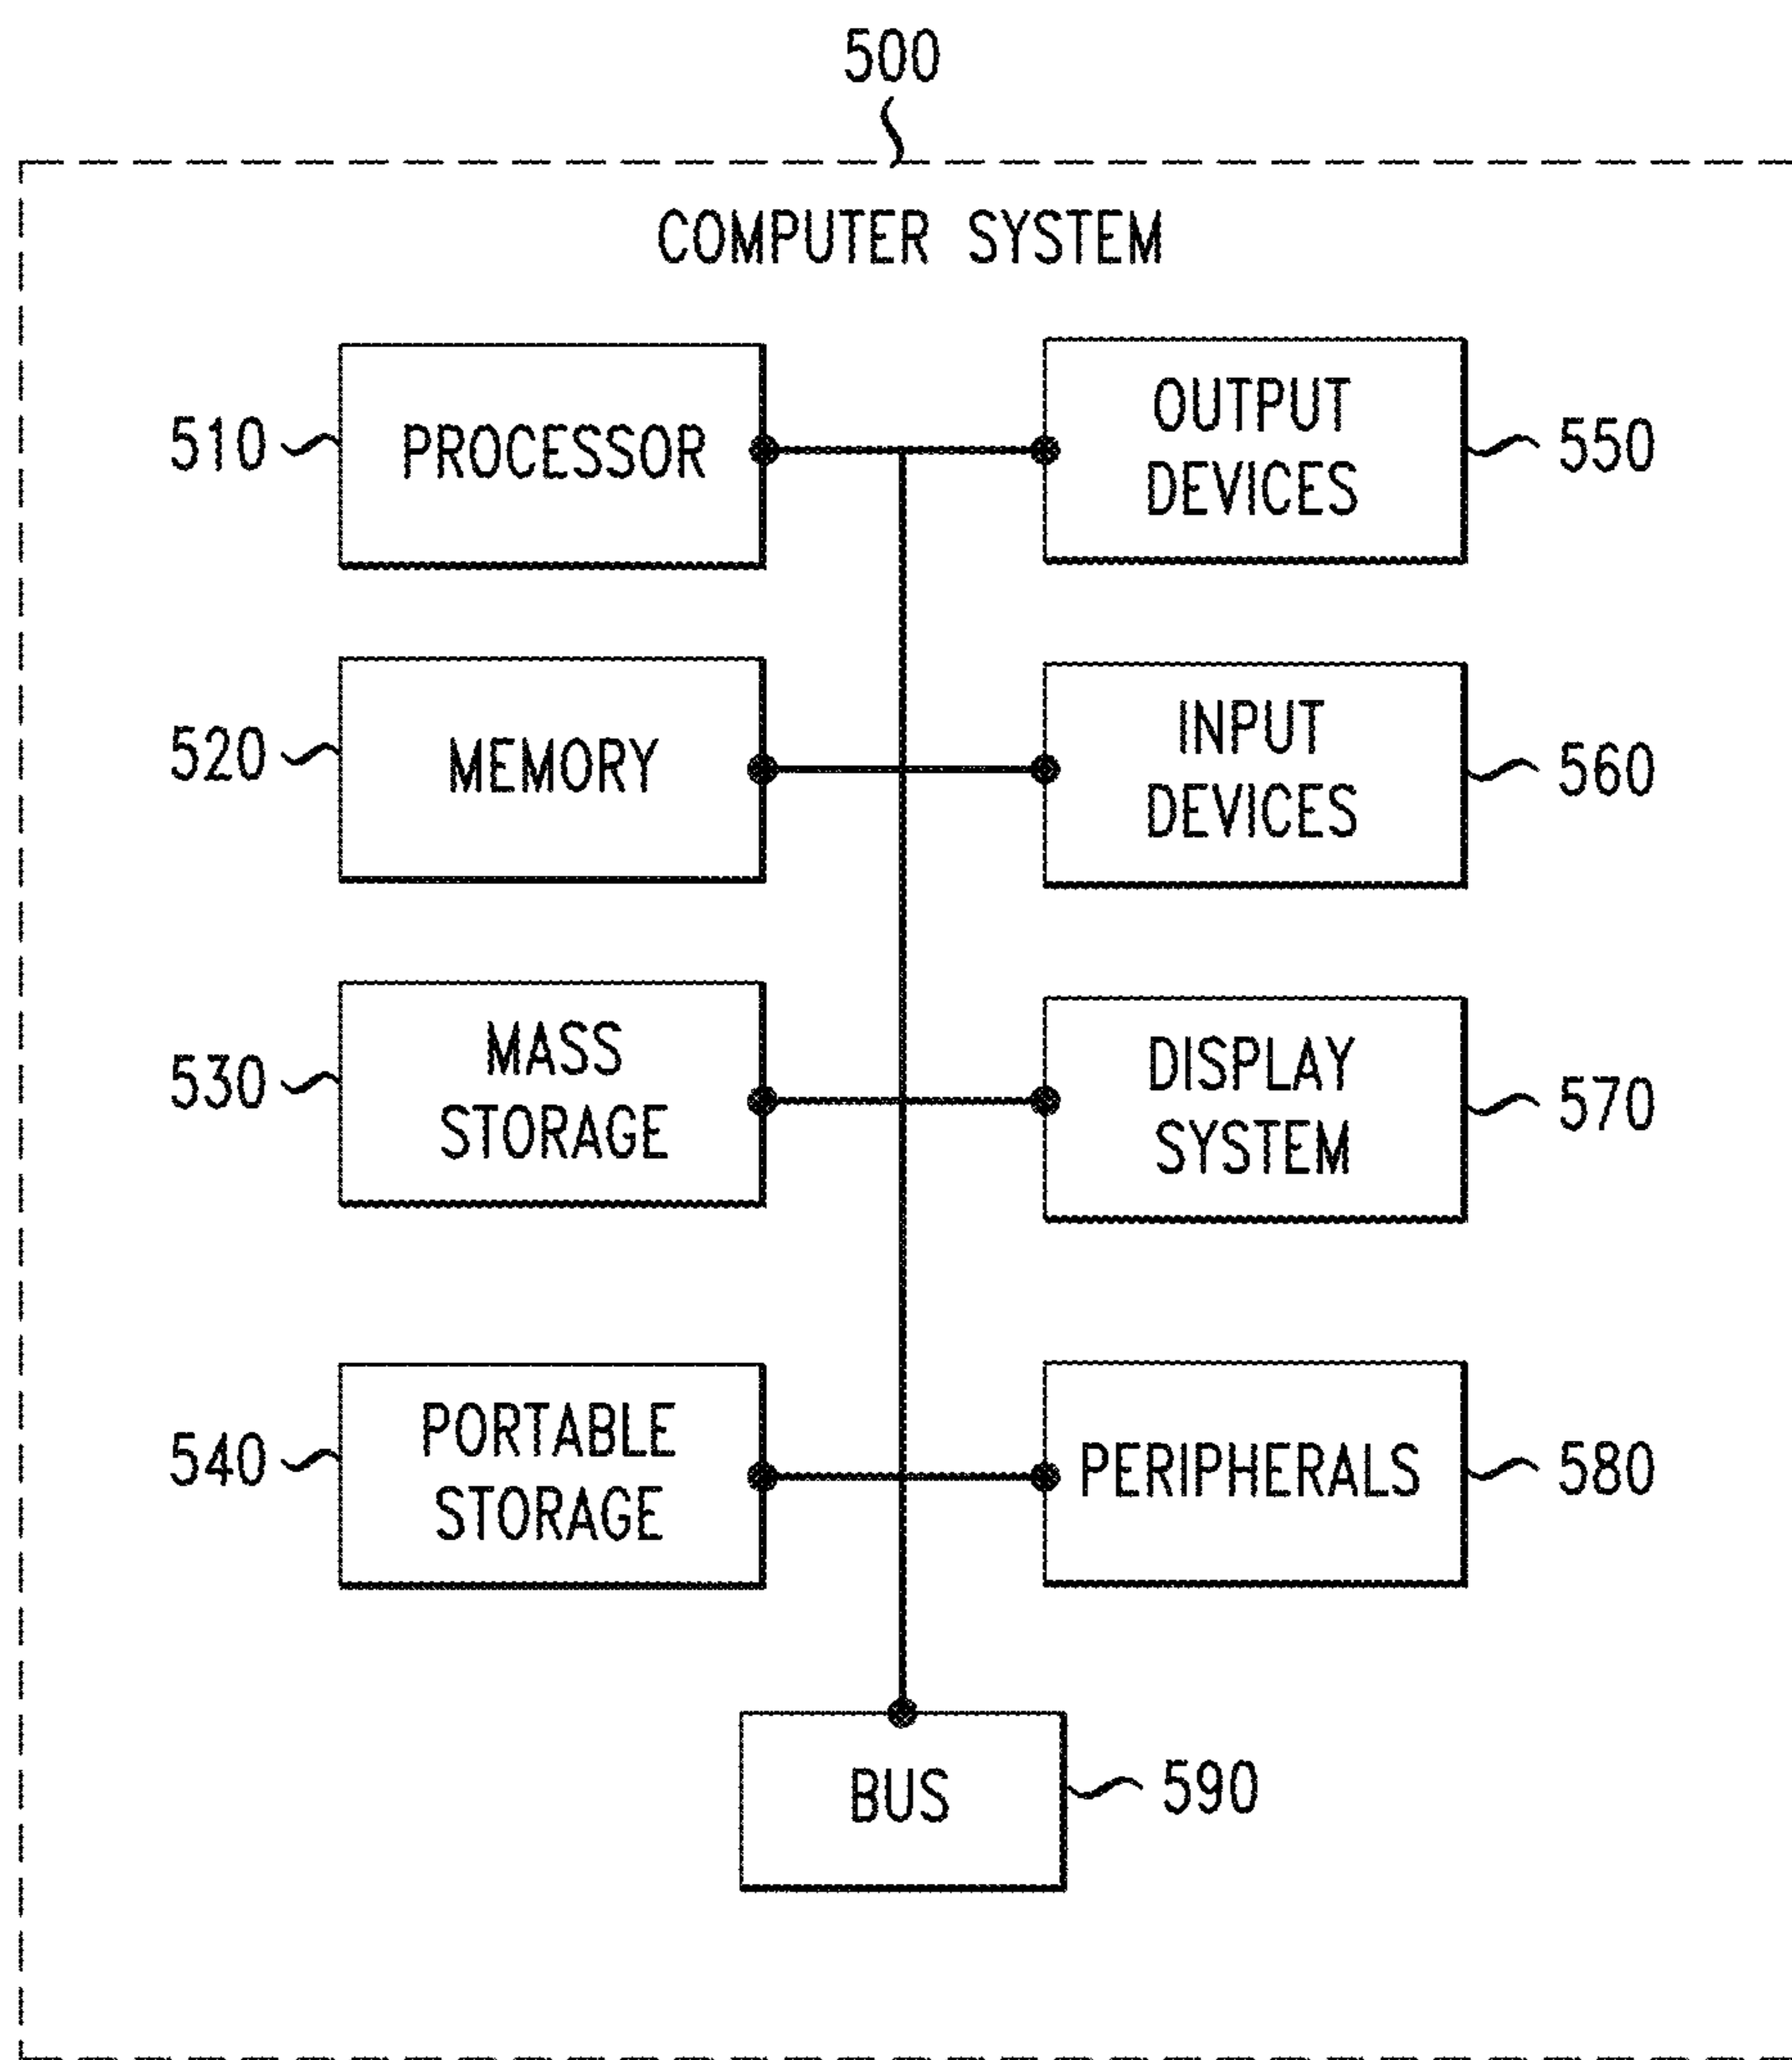 500
COMPUTER SYSTEM
510
PROCESSOR
OUTPUT
DEVICES
550
520
MEMORY
INPUT
DEVICES
560
530
MASS
STORAGE
DISPLAY
SYSTEM
570
540
PORTABLE
STORAGE
PERIPHERALS
580
BUS
590